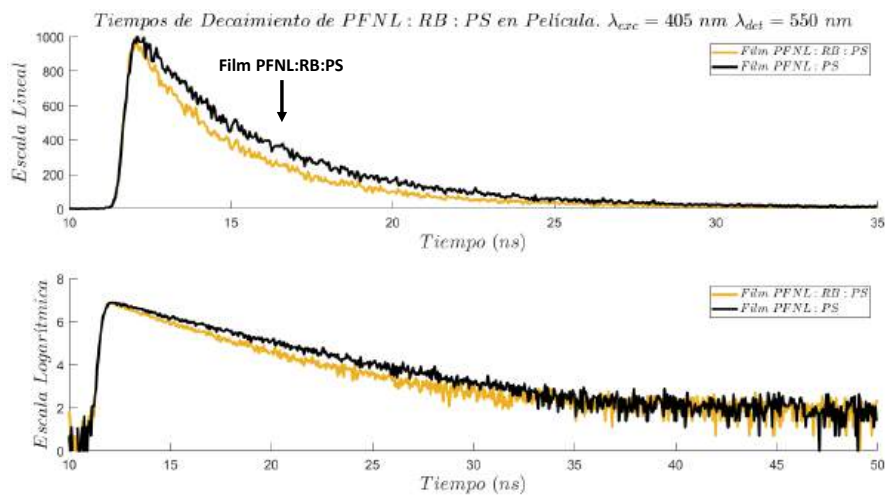 Tiempos de Decaimiento de PFNL : RB : PS en Película. λexc = 405 nm λdet = 550 nm
Escala Lineal
1000
800
600
400
200
0
Film PFNL:RB:PS
Film PFNL : RB : PS
Film PFNL : PS
10 15 20 25 30 35
Tiempo (ns)
Escala Logarítmica
8
6
4
2
0
Film PFNL : RB : PS
Film PFNL : PS
10 15 20 25 30 35 40 45 50
Tiempo (ns)